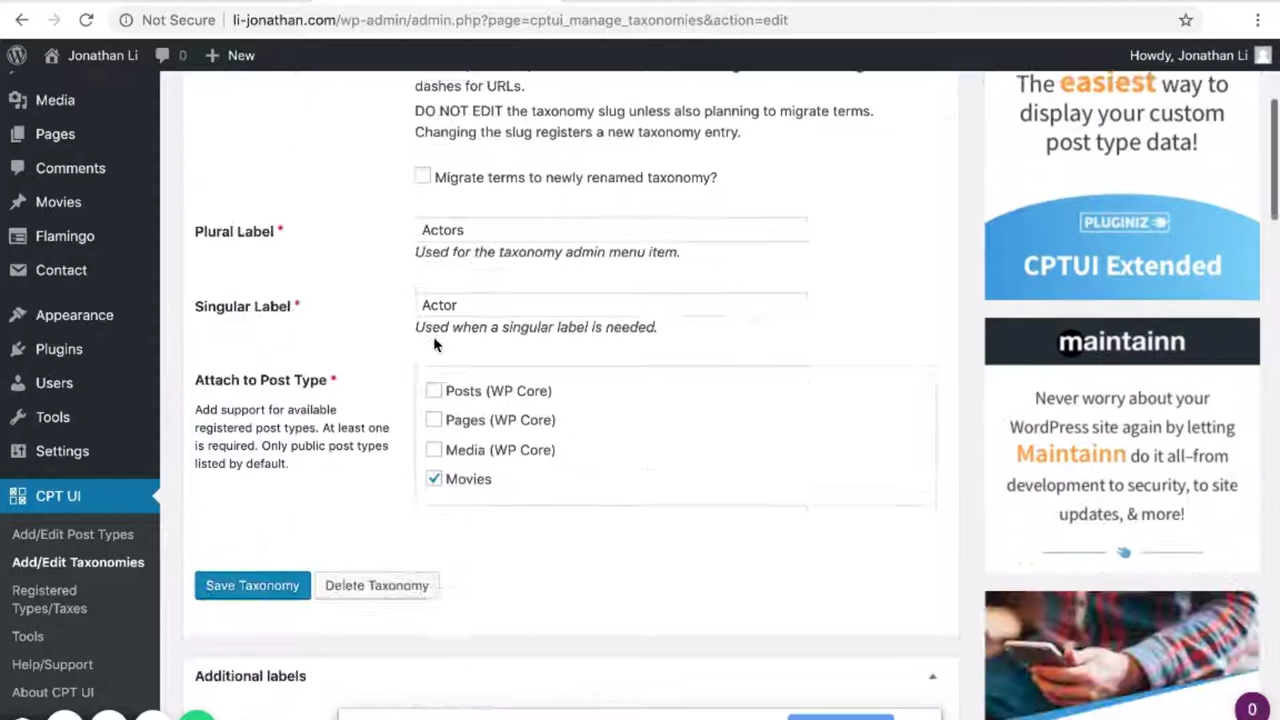 Not Secure li-jonathan.com/wp-admin/admin.php?page=cptui_manage_taxonomies&action=edit
Jonathan Li 0 + New Howdy, Jonathan Li
Media
Pages
Comments
Movies
Flamingo
Contact
Appearance
Plugins
Users
Tools
Settings
CPT UI
Add/Edit Post Types
Add/Edit Taxonomies
Registered
Types/Taxes
Tools
Help/Support
About CPT UI
dashes for URLs.
DO NOT EDIT the taxonomy slug unless also planning to migrate terms.
Changing the slug registers a new taxonomy entry.
Migrate terms to newly renamed taxonomy?
Plural Label *
Actors
Used for the taxonomy admin menu item.
Singular Label *
Actor
Used when a singular label is needed.
Attach to Post Type *
Add support for available
registered post types. At least one
is required. Only public post types
listed by default.
Posts (WP Core)
Pages (WP Core)
Media (WP Core)
Movies
Save Taxonomy Delete Taxonomy
Additional labels
The easiest way to
display your custom
post type data!
PLUGINIZ
CPTUI Extended
maintainn
Never worry about your
WordPress site again by letting
Maintainn do it all–from
development to security, to site
updates, & more!
0